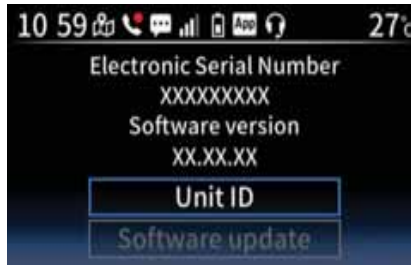 10 59 App 27°c
Electronic Serial Number
XXXXXXXXX
Software version
XX.XX.XX
Unit ID
Software update